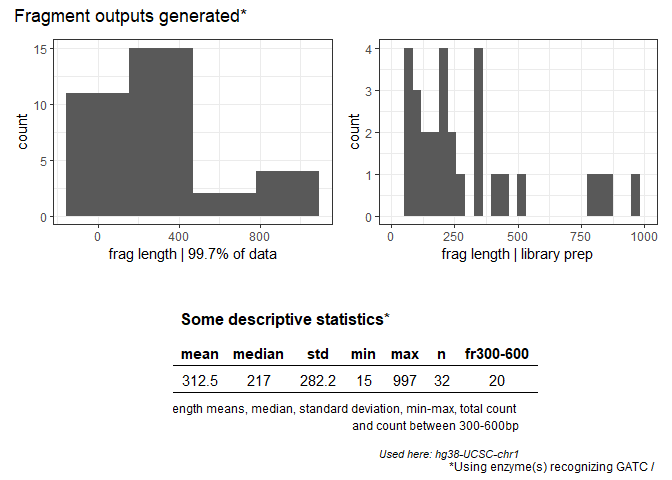 Fragment outputs generated*
15
10
5
0
count
0 400 800
frag length | 99.7% of data
4
3
2
1
0
count
0 250 500 750 1000
frag length | library prep
Some descriptive statistics*
mean median std min max n fr300-600
312.5 217 282.2 15 997 32 20
ength means, median, standard deviation, min-max, total count
and count between 300-600bp
Used here: hg38-UCSC-chr1
*Using enzyme(s) recognizing GATC /